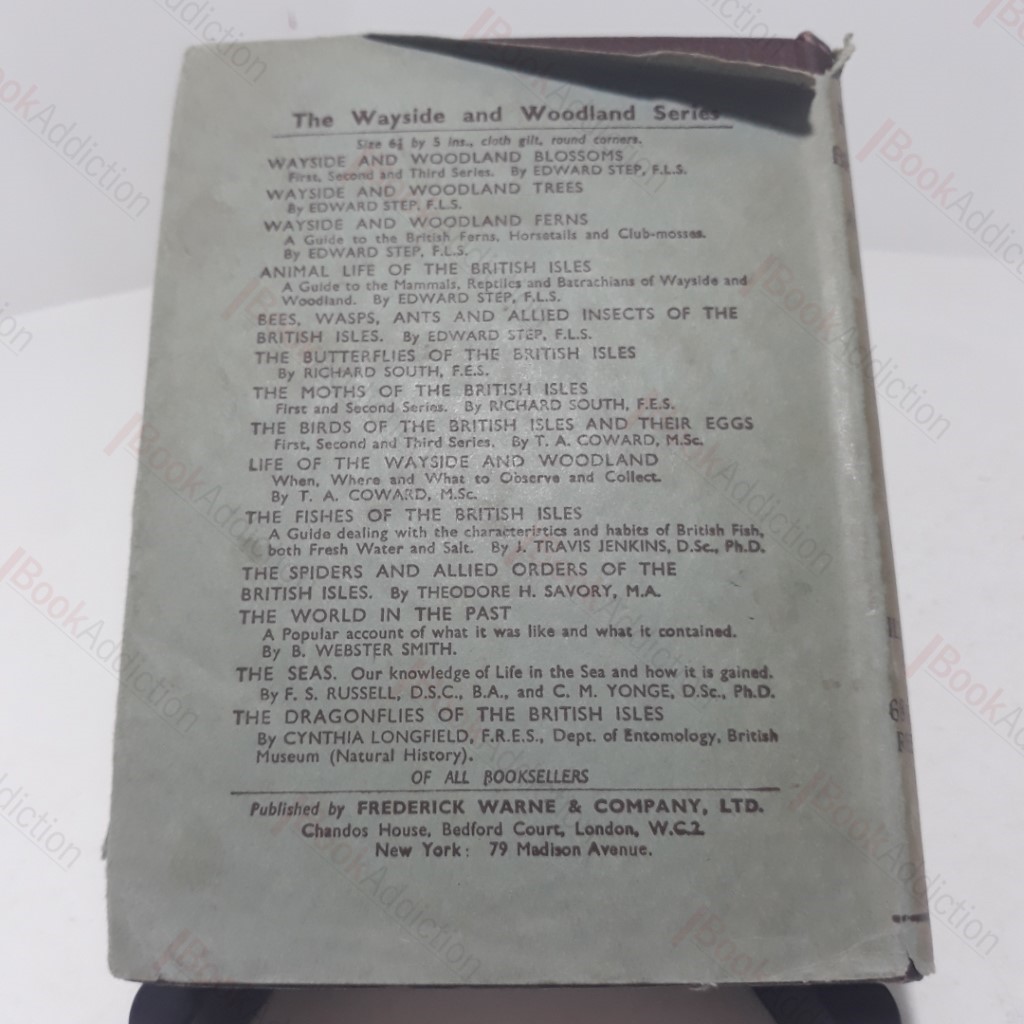 The Wayside and Woodland Series
Size 6¾ by 5 ins., cloth gilt, round corners.
WAYSIDE AND WOODLAND BLOSSOMS
First, Second and Third Series. By EDWARD STEP, F.L.S.
WAYSIDE AND WOODLAND TREES
By EDWARD STEP, F.L.S.
WAYSIDE AND WOODLAND FERNS
A Guide to the British Ferns, Horsetails and Club-mosses.
By EDWARD STEP, F.L.S.
ANIMAL LIFE OF THE BRITISH ISLES
A Guide to the Mammals, Reptiles and Batrachians of Wayside and
Woodland. By EDWARD STEP, F.L.S.
BEES, WASPS, ANTS AND ALLIED INSECTS OF THE
BRITISH ISLES. By EDWARD STEP, F.L.S.
THE BUTTERFLIES OF THE BRITISH ISLES
By RICHARD SOUTH, F.E.S.
THE MOTHS OF THE BRITISH ISLES
First and Second Series. By RICHARD SOUTH, F.E.S.
THE BIRDS OF THE BRITISH ISLES AND THEIR EGGS
First, Second and Third Series. By T. A. COWARD, M.Sc.
LIFE OF THE WAYSIDE AND WOODLAND
When, Where and What to Observe and Collect.
By T. A. COWARD, M.Sc.
THE FISHES OF THE BRITISH ISLES
A Guide dealing with the characteristics and habits of British Fish,
both Fresh Water and Salt. By J. TRAVIS JENKINS, D.Sc., Ph.D.
THE SPIDERS AND ALLIED ORDERS OF THE
BRITISH ISLES. By THEODORE H. SAVORY, M.A.
THE WORLD IN THE PAST
A Popular account of what it was like and what it contained.
By B. WEBSTER SMITH.
THE SEAS. Our knowledge of Life in the Sea and how it is gained.
By F. S. RUSSELL, D.S.C., B.A., and C. M. YONGE, D.Sc., Ph.D.
THE DRAGONFLIES OF THE BRITISH ISLES
By CYNTHIA LONGFIELD, F.R.E.S., Dept. of Entomology, British
Museum (Natural History).
OF ALL BOOKSELLERS
Published by FREDERICK WARNE & COMPANY, LTD.
Chandos House, Bedford Court, London, W.C.2
New York: 79 Madison Avenue.
BookAddiction